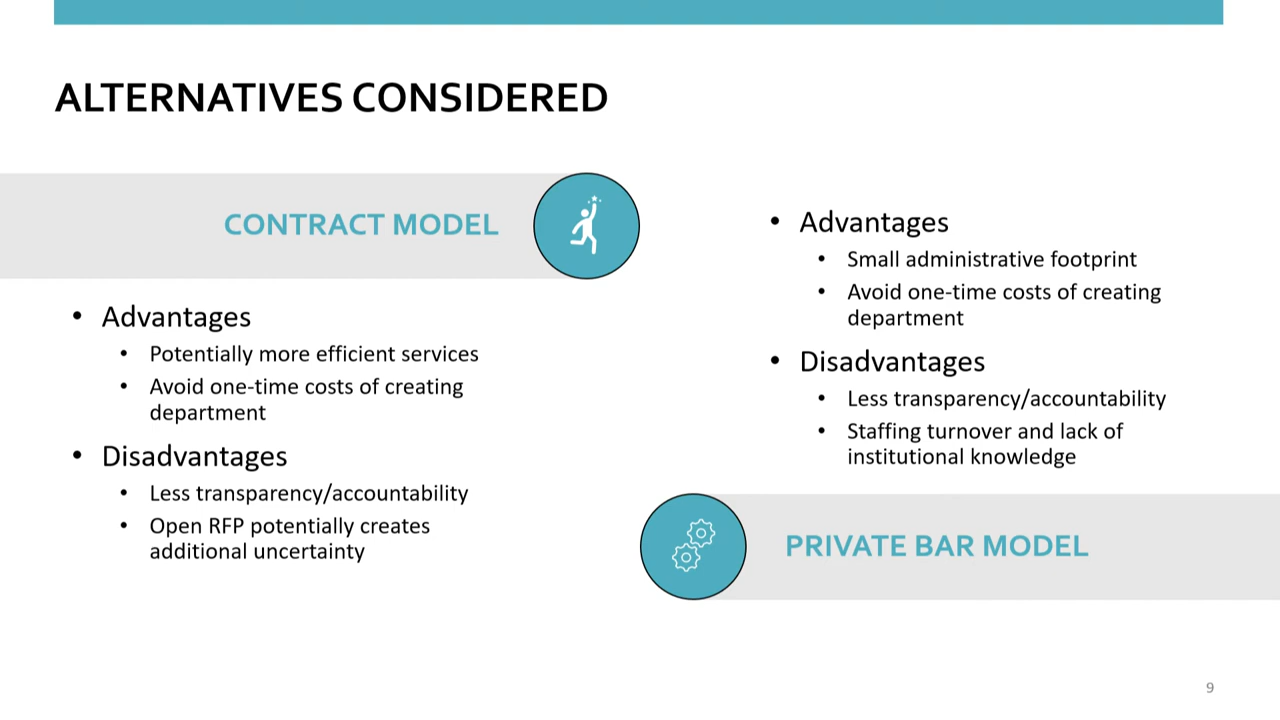 ALTERNATIVES CONSIDERED
CONTRACT MODEL
• Advantages
• Potentially more efficient services
• Avoid one-time costs of creating
department
• Disadvantages
• Less transparency/accountability
• Open RFP potentially creates
additional uncertainty
• Advantages
• Small administrative footprint
• Avoid one-time costs of creating
department
• Disadvantages
• Less transparency/accountability
• Staffing turnover and lack of
institutional knowledge
PRIVATE BAR MODEL
9